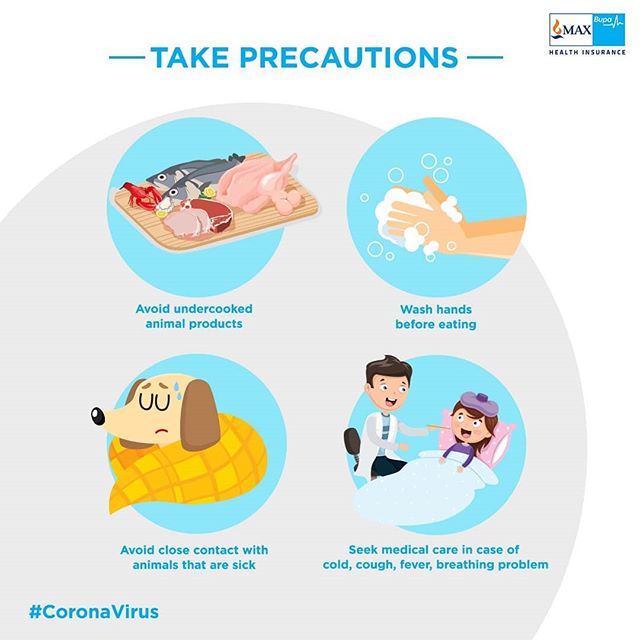 TAKE PRECAUTIONS
MAX
Bupa
HEALTH INSURANCE
Avoid undercooked
animal products
Wash hands
before eating
Avoid close contact with
animals that are sick
Seek medical care in case of
cold, cough, fever, breathing problem
#CoronaVirus